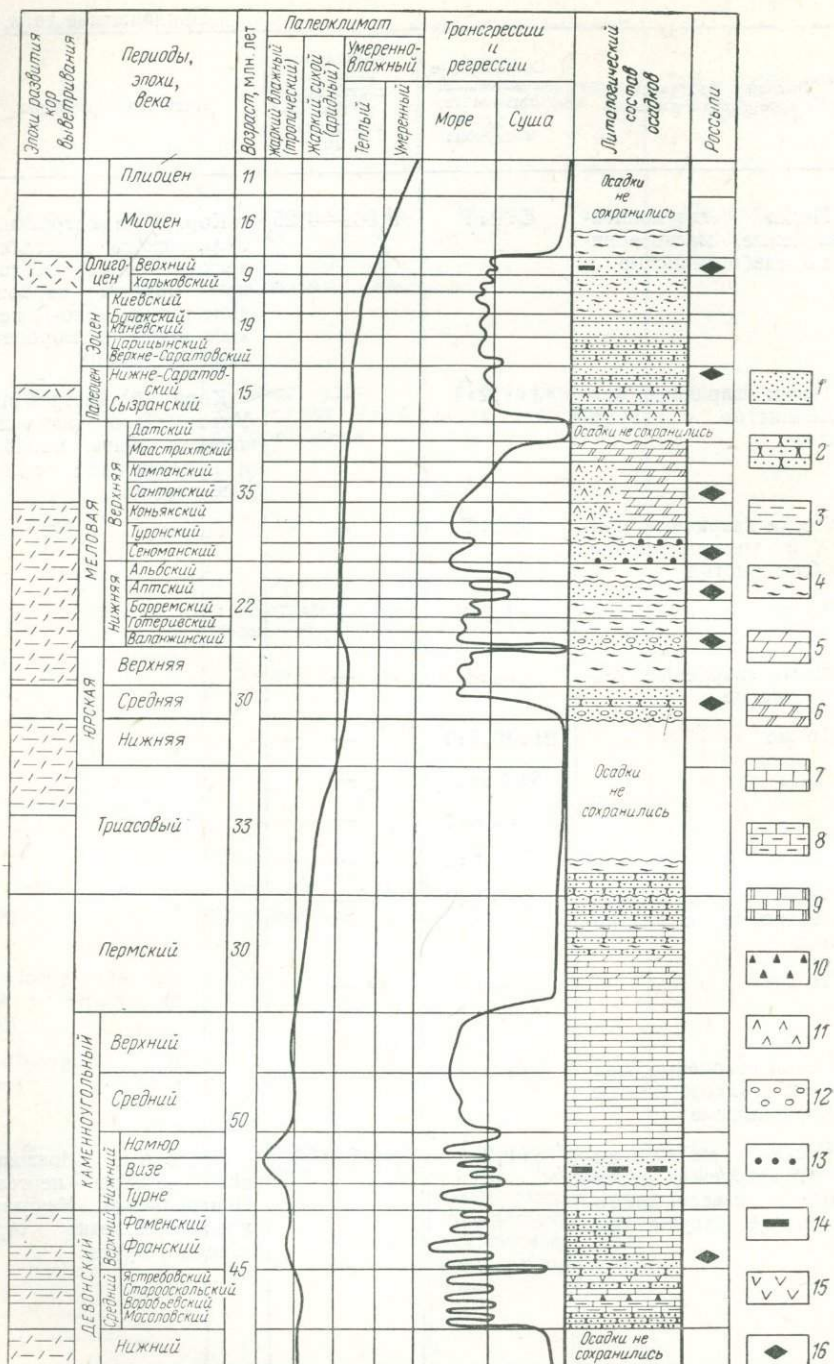 Эпохи развития
кор
выветривания
Периоды,
эпохи,
века
Возраст, млн. лет
Палеоклимат
Жаркий влажный
(тропический)
Жаркий сухой
(аридный)
Умеренно-
влажный
Теплый
Умеренный
Трансгрессии
и
регрессии
Море
Суша
Литологический
состав
осадков
Россыпи
Плиоцен
11
Осадки
не
сохранились
Миоцен
16
Олиго-
цен
Верхний
Харьковский
9
Эоцен
Киевский
Бучакский
Каневский
19
Царицынский
Верхне-Саратовский
Палеоцен
Нижне-Саратов-
ский
Сызранский
15
МЕЛОВАЯ
Верхняя
Датский
Осадки не сохранились
Маастрихтский
Кампанский
Сантонский
35
Коньякский
Туронский
Сеноманский
Нижняя
Альбский
Аптский
Барремский
22
Готеривский
Валанжинский
ЮРСКАЯ
Верхняя
Средняя
30
Нижняя
Триасовый
33
Осадки
не
сохранились
Пермский
30
КАМЕННОУГОЛЬНЫЙ
Верхний
Средний
50
Нижний
Намюр
Визе
Турне
ДЕВОНСКИЙ
Верхний
Фаменский
Франский
45
Средний
Ястребовский
Старооскольский
Воробьевский
Мосоловский
Нижний
Осадки не
сохранились
1
2
3
4
5
6
7
8
9
10
11
12
13
14
15
16